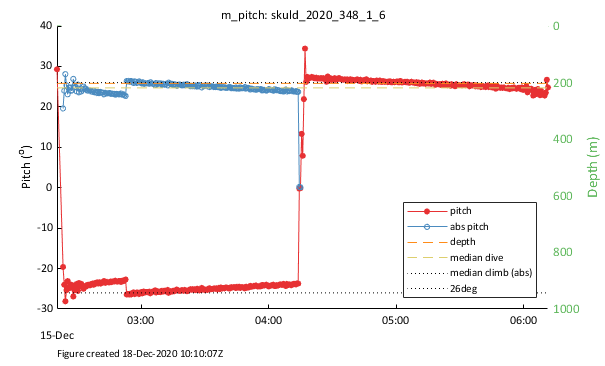 m_pitch: skuld_2020_348_1_6
40
30
20
10
0
-10
-20
-30
Pitch (°)
0
200
400
600
800
1000
Depth (m)
pitch
abs pitch
depth
median dive
median climb (abs)
26deg
03:00 04:00 05:00 06:00
15-Dec
Figure created 18-Dec-2020 10:10:07Z